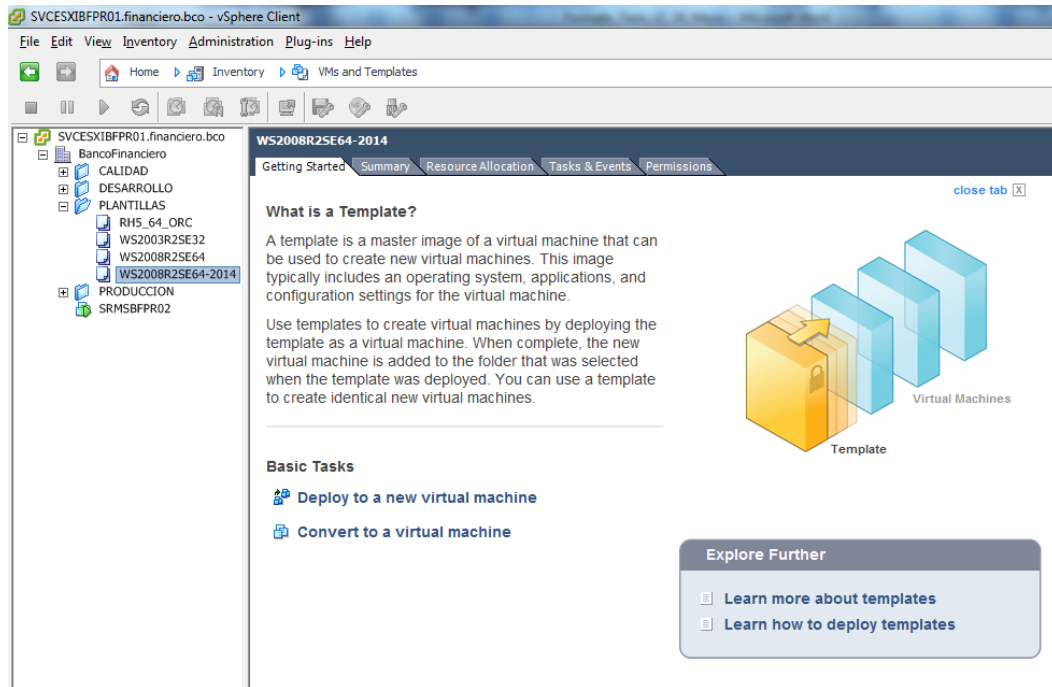 SVCESXIBFPR01.financiero.bco - vSphere Client
File Edit View Inventory Administration Plug-ins Help
Home Inventory VMs and Templates
SVCESXIBFPR01.financiero.bco
BancoFinanciero
CALIDAD
DESARROLLO
PLANTILLAS
RH5_64_ORC
WS2003R2SE32
WS2008R2SE64
WS2008R2SE64-2014
PRODUCCION
SRMSBFPR02
WS2008R2SE64-2014
Getting Started Summary Resource Allocation Tasks & Events Permissions
close tab X
What is a Template?
A template is a master image of a virtual machine that can
be used to create new virtual machines. This image
typically includes an operating system, applications, and
configuration settings for the virtual machine.
Use templates to create virtual machines by deploying the
template as a virtual machine. When complete, the new
virtual machine is added to the folder that was selected
when the template was deployed. You can use a template
to create identical new virtual machines.
Virtual Machines
Template
Basic Tasks
Deploy to a new virtual machine
Convert to a virtual machine
Explore Further
Learn more about templates
Learn how to deploy templates